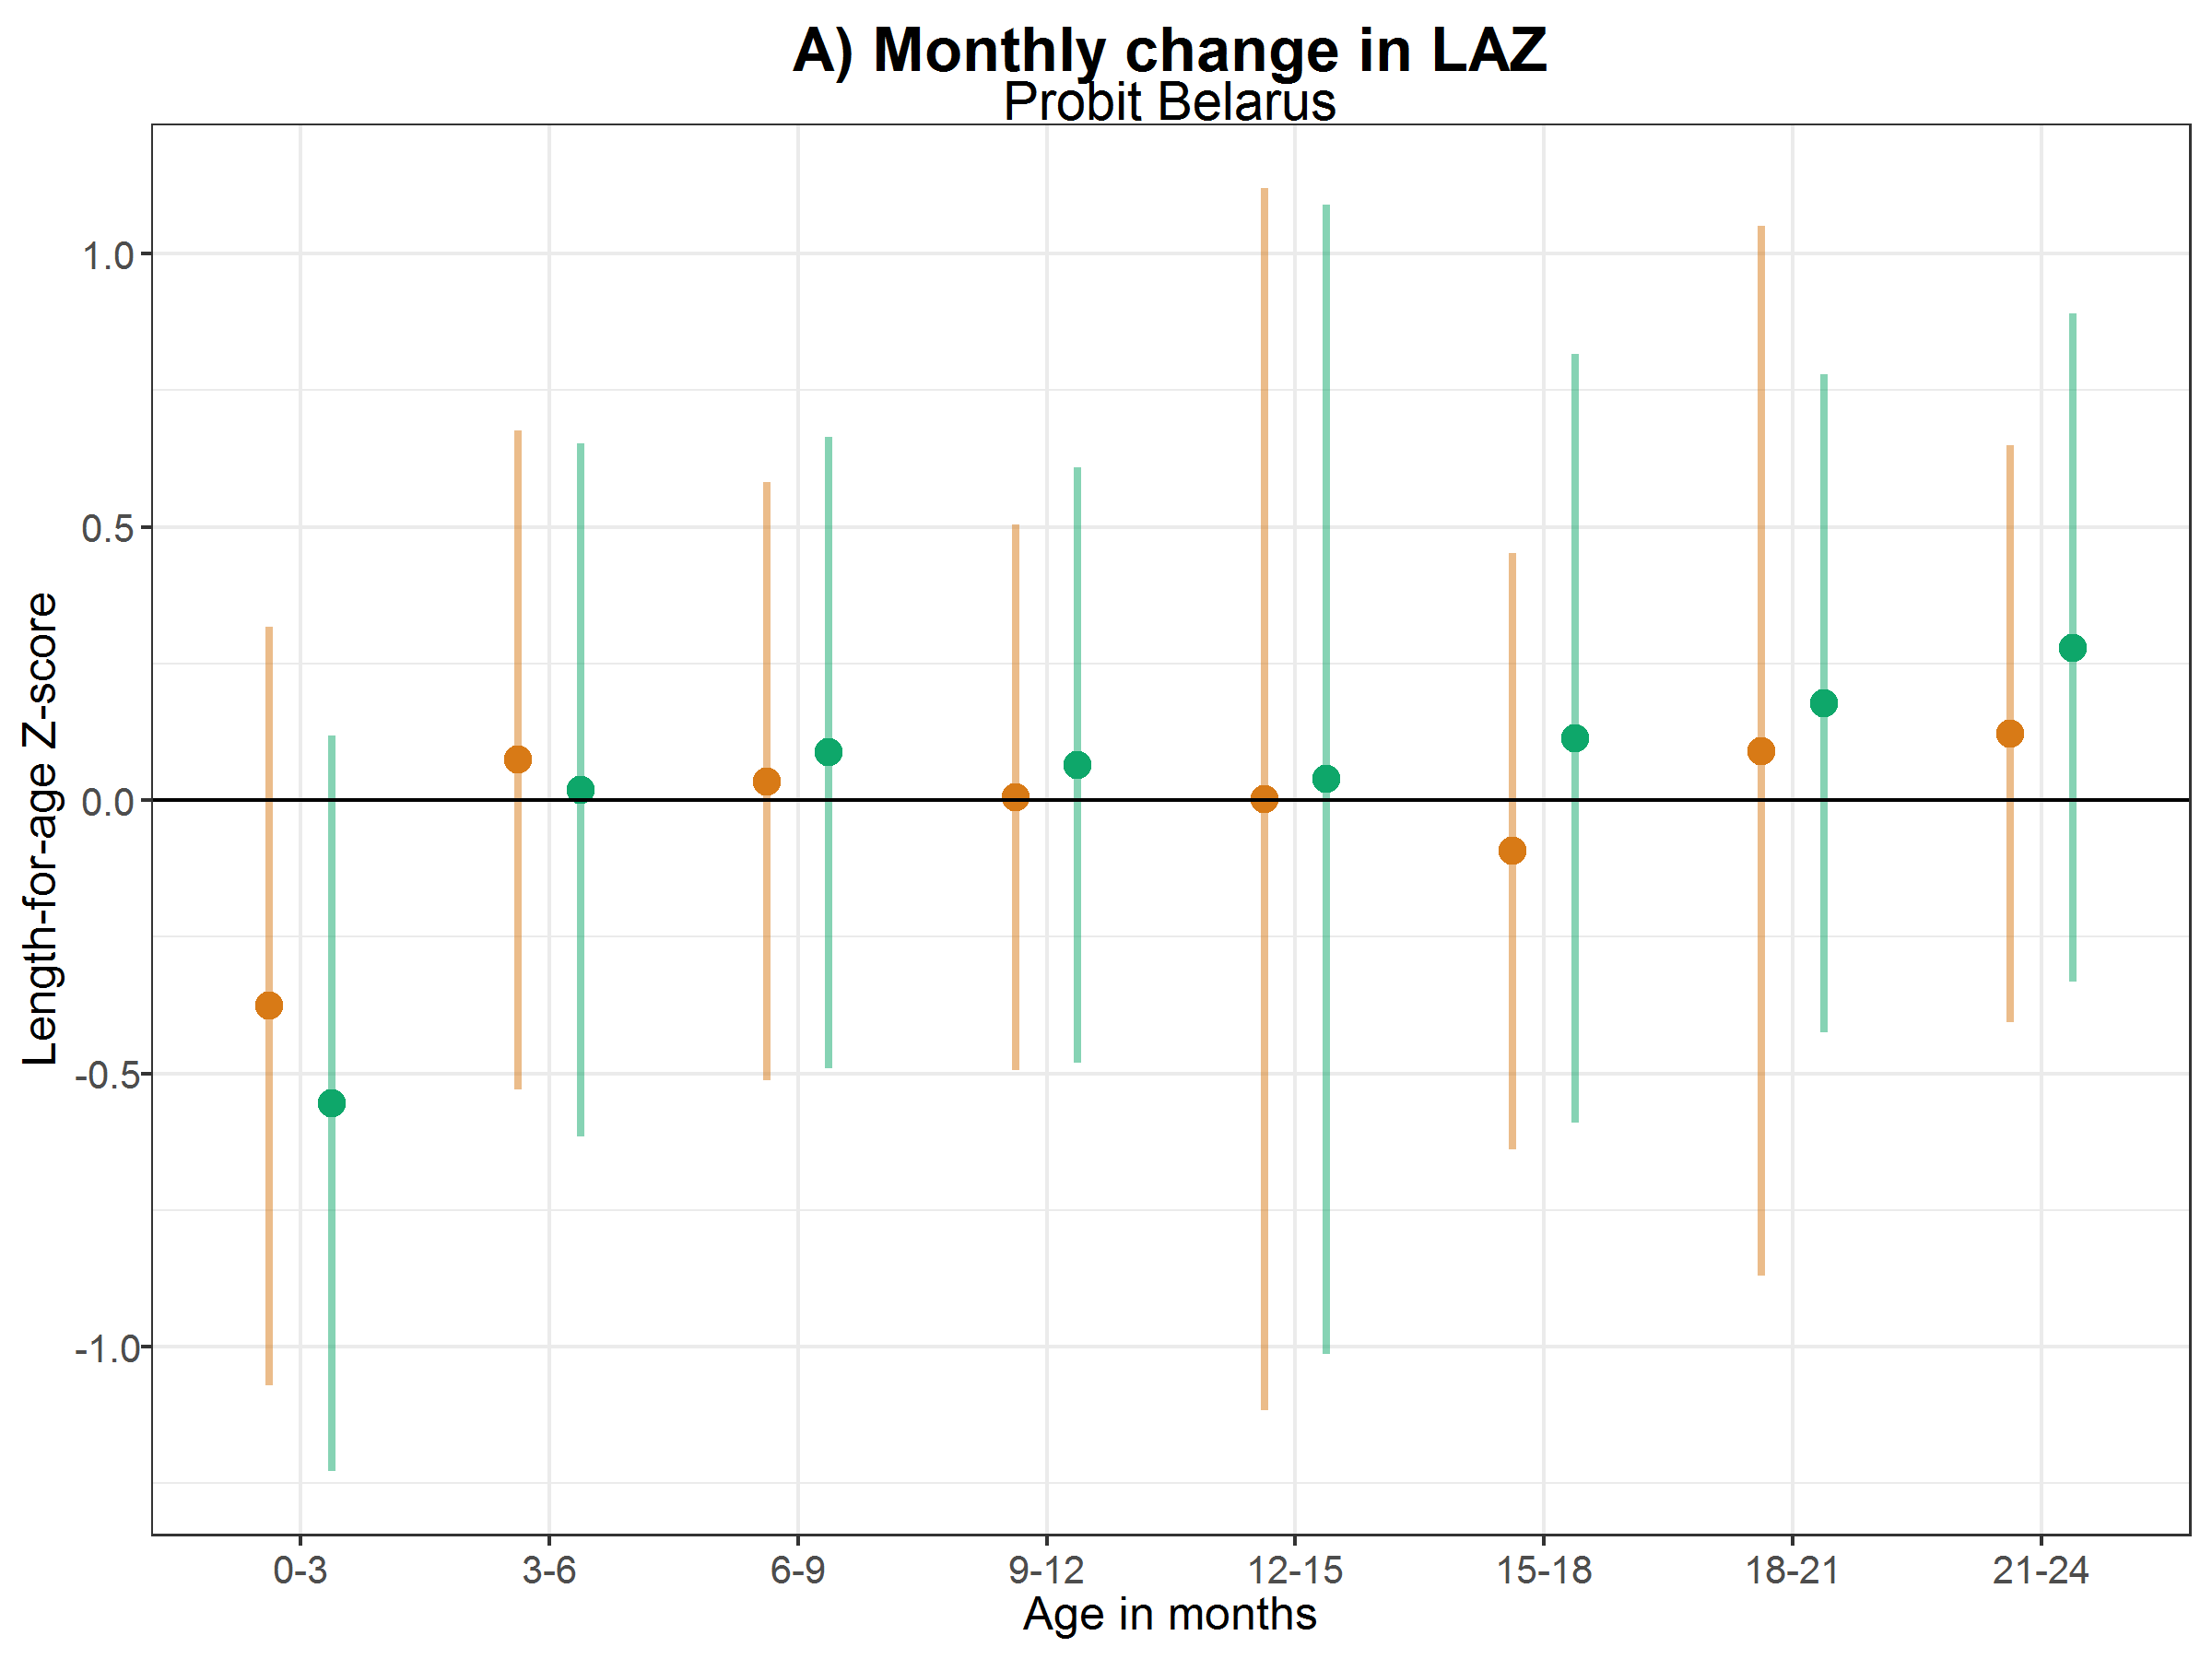 A) Monthly change in LAZ
Probit Belarus
Length-for-age Z-score
1.0
0.5
0.0
-0.5
-1.0
0-3 3-6 6-9 9-12 12-15 15-18 18-21 21-24
Age in months